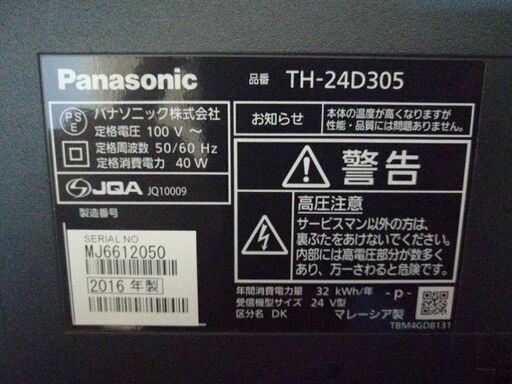 Panasonic
品番 TH-24D305
PS
E
パナソニック株式会社
定格電圧 100 V ～
定格周波数 50/60 Hz
定格消費電力 40 W
JQA JQ10009
お知らせ
本体の温度が高くなりますが
性能・品質には問題ありません。
警告
高圧注意
サービスマン以外の方は、
裏ぶたをあけないでください。
内部には高電圧部分が数多く
あり、万一さわると危険です。
製造番号
SERIAL NO
MJ6612050
2016 年製
年間消費電力量 32 kWh/年
受信機型サイズ 24 V型
区分名 DK
-p-
マレーシア製
TBM4GD8131